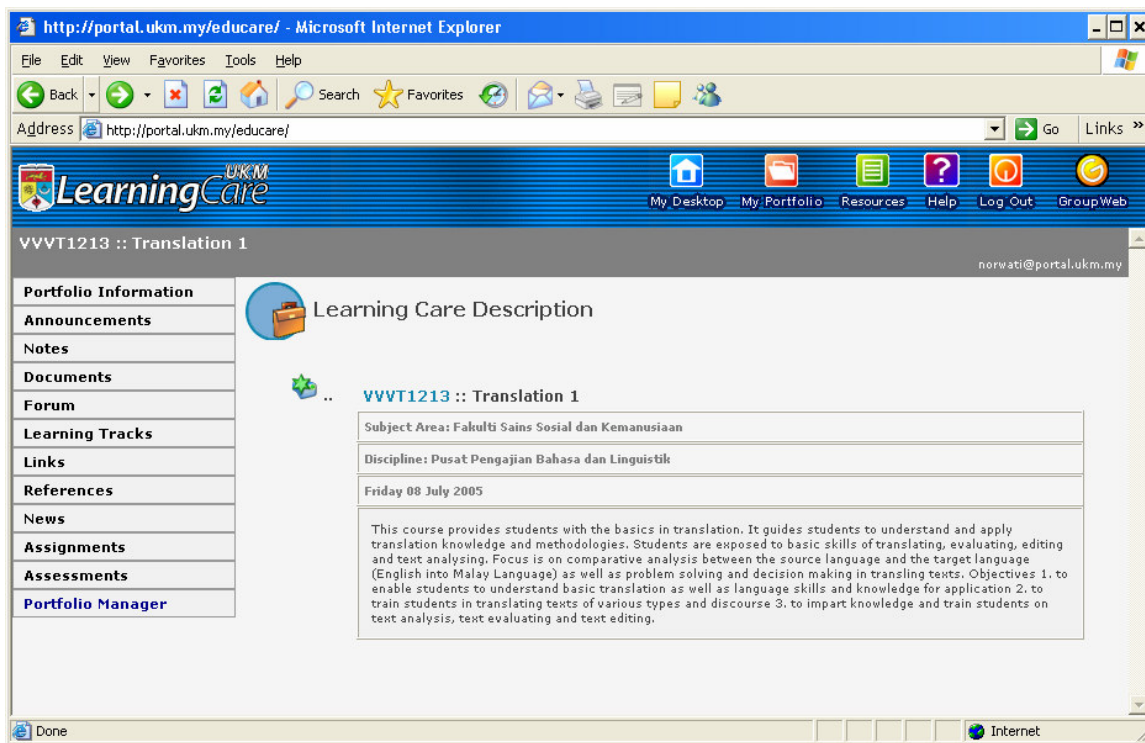 http://portal.ukm.my/educare/ - Microsoft Internet Explorer
File Edit View Favorites Tools Help
Back Search Favorites
Address http://portal.ukm.my/educare/ Go Links »
LearningCare UKM
My Desktop My Portfolio Resources Help Log Out GroupWeb
VVVT1213 :: Translation 1
norwati@portal.ukm.my
Portfolio Information
Announcements
Notes
Documents
Forum
Learning Tracks
Links
References
News
Assignments
Assessments
Portfolio Manager
Learning Care Description
.. VVVT1213 :: Translation 1
Subject Area: Fakulti Sains Sosial dan Kemanusiaan
Discipline: Pusat Pengajian Bahasa dan Linguistik
Friday 08 July 2005
This course provides students with the basics in translation. It guides students to understand and apply
translation knowledge and methodologies. Students are exposed to basic skills of translating, evaluating, editing
and text analysing. Focus is on comparative analysis between the source language and the target language
(English into Malay Language) as well as problem solving and decision making in transling texts. Objectives 1. to
enable students to understand basic translation as well as language skills and knowledge for application 2. to
train students in translating texts of various types and discourse 3. to impart knowledge and train students on
text analysis, text evaluating and text editing.
Done Internet